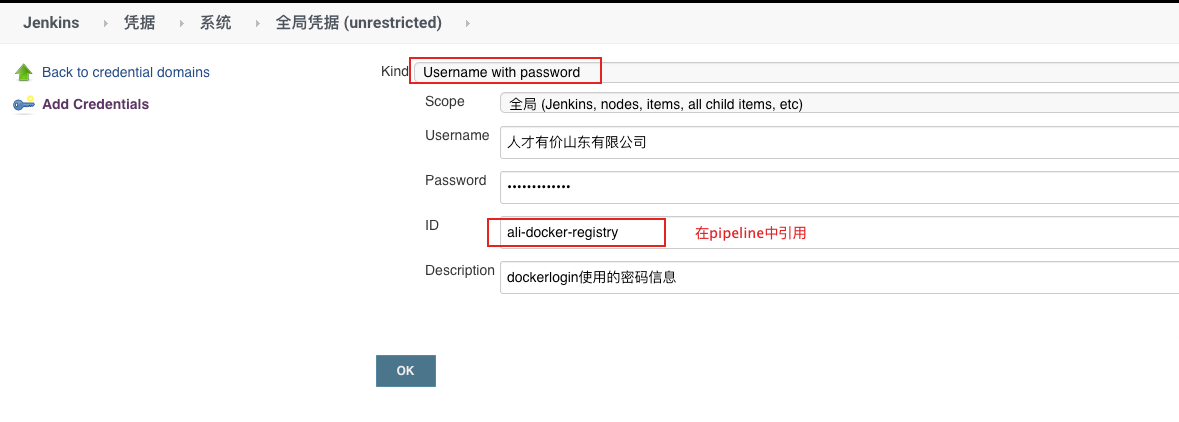 Jenkins 凭据 系统 全局凭据 (unrestricted)
Back to credential domains
Add Credentials
Kind Username with password
Scope 全局 (Jenkins, nodes, items, all child items, etc)
Username 人才有价山东有限公司
Password •••••••••••••
ID ali-docker-registry 在pipeline中引用
Description dockerlogin使用的密码信息
OK